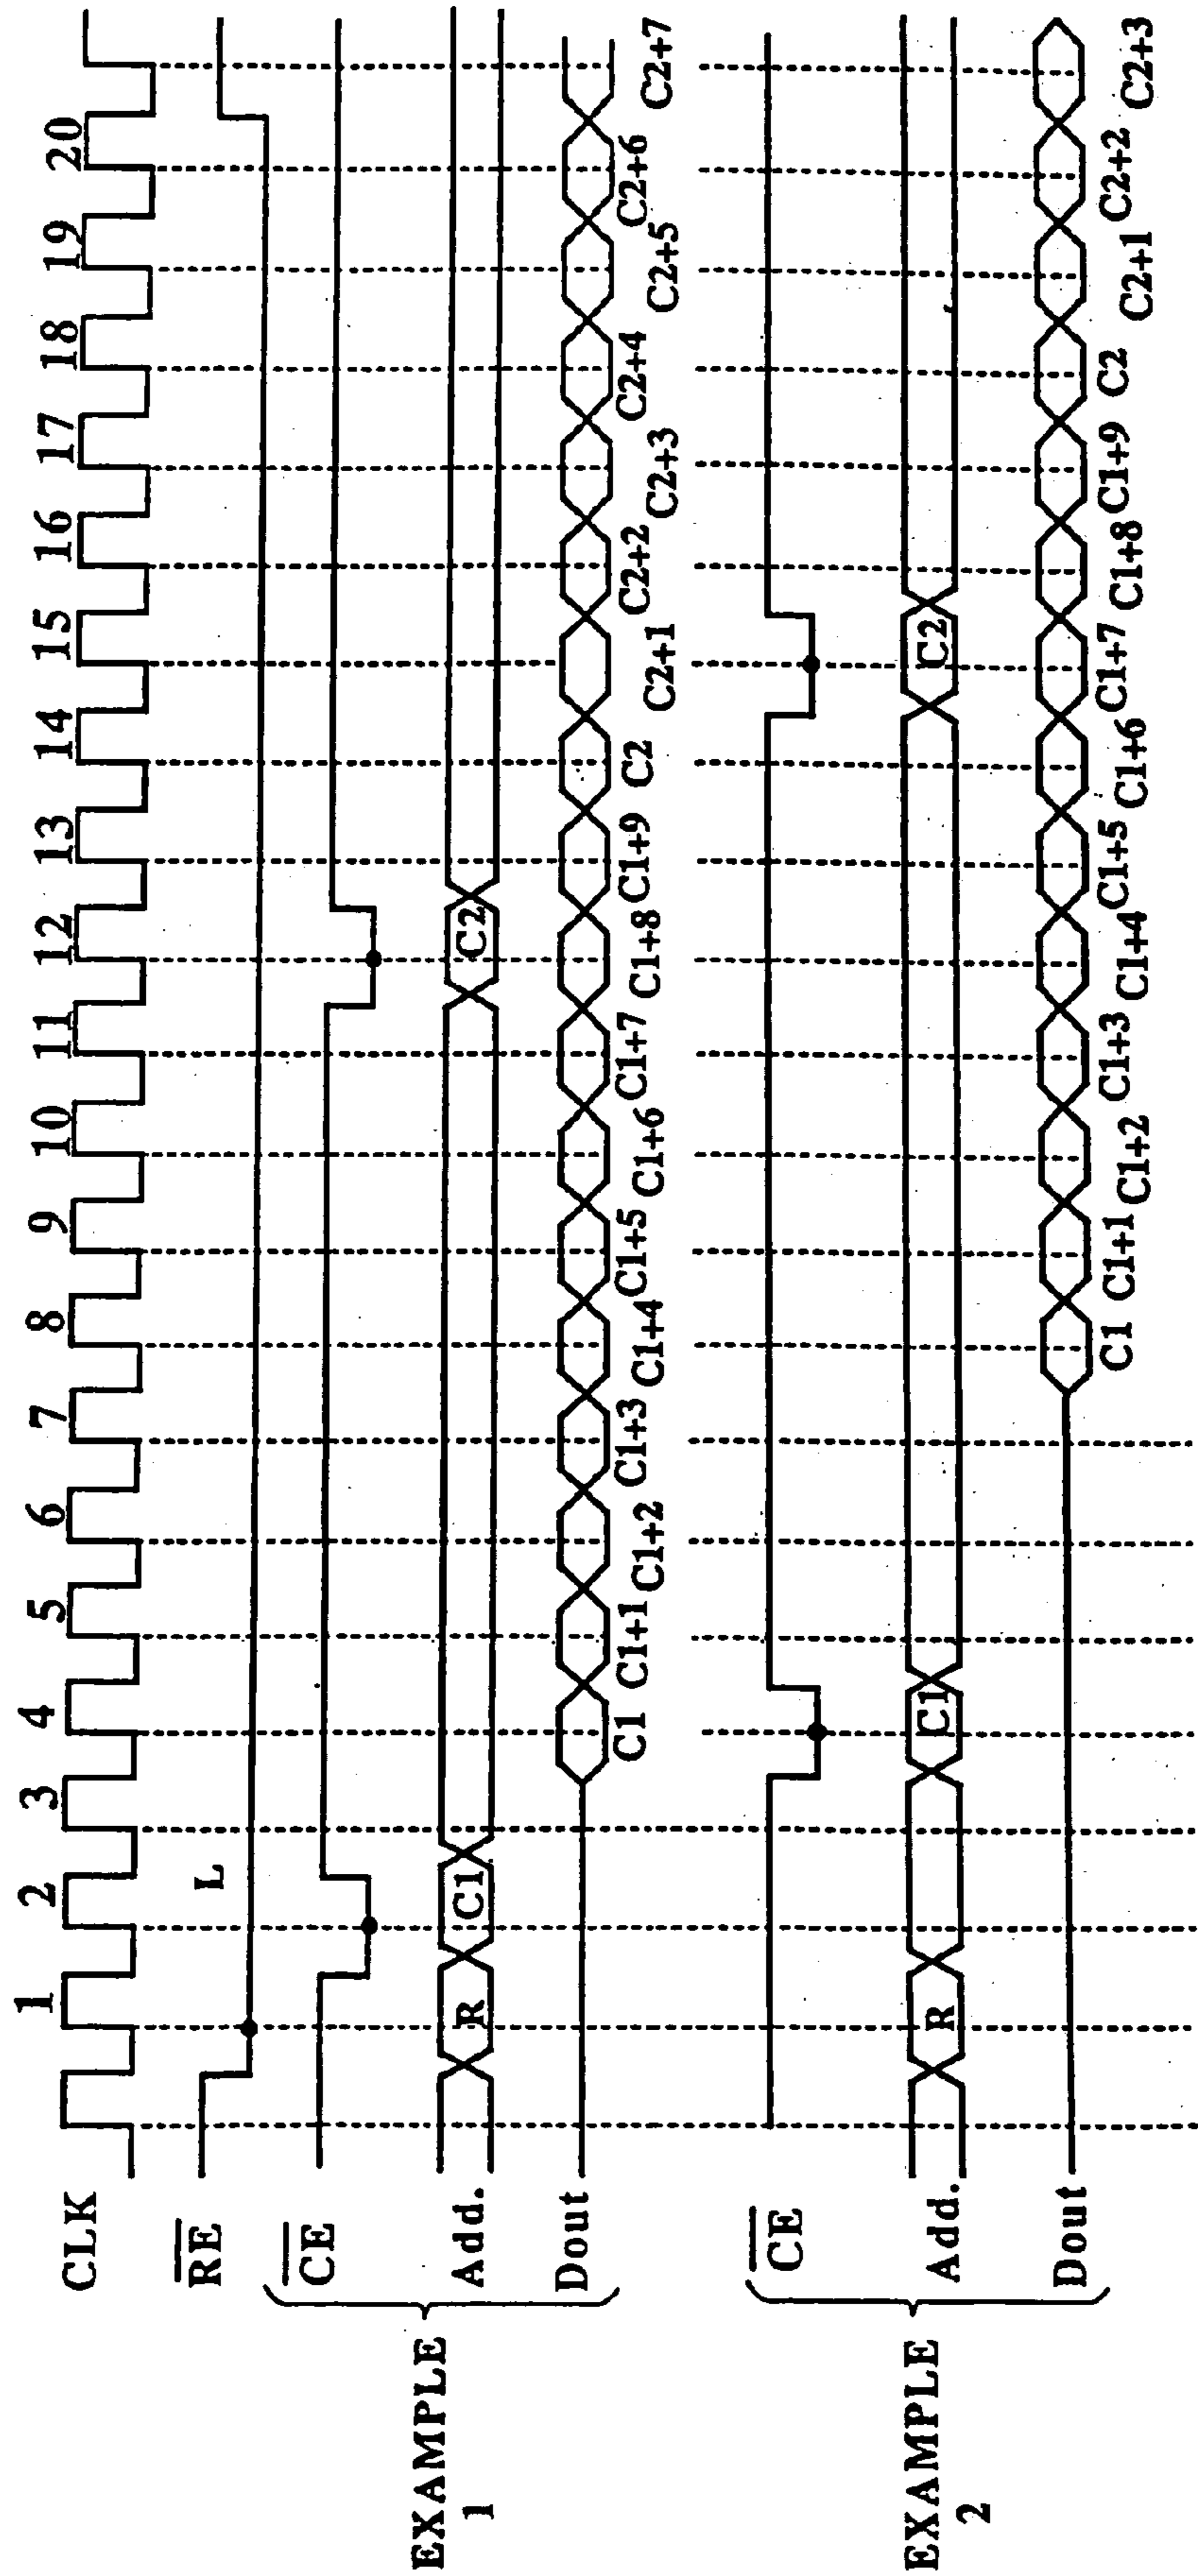 1 2 3 4 5 6 7 8 9 10 11 12 13 14 15 16 17 18 19 20
CLK
RE L
EXAMPLE 1
CE
Add. R C1 C2
Dout
C1 C1+1 C1+2 C1+3 C1+4 C1+5 C1+6 C1+7 C1+8 C1+9 C2 C2+1 C2+2 C2+3 C2+4 C2+5 C2+6 C2+7
EXAMPLE 2
CE
Add. R C1 C2
Dout
C1 C1+1 C1+2 C1+3 C1+4 C1+5 C1+6 C1+7 C1+8 C1+9 C2 C2+1 C2+2 C2+3